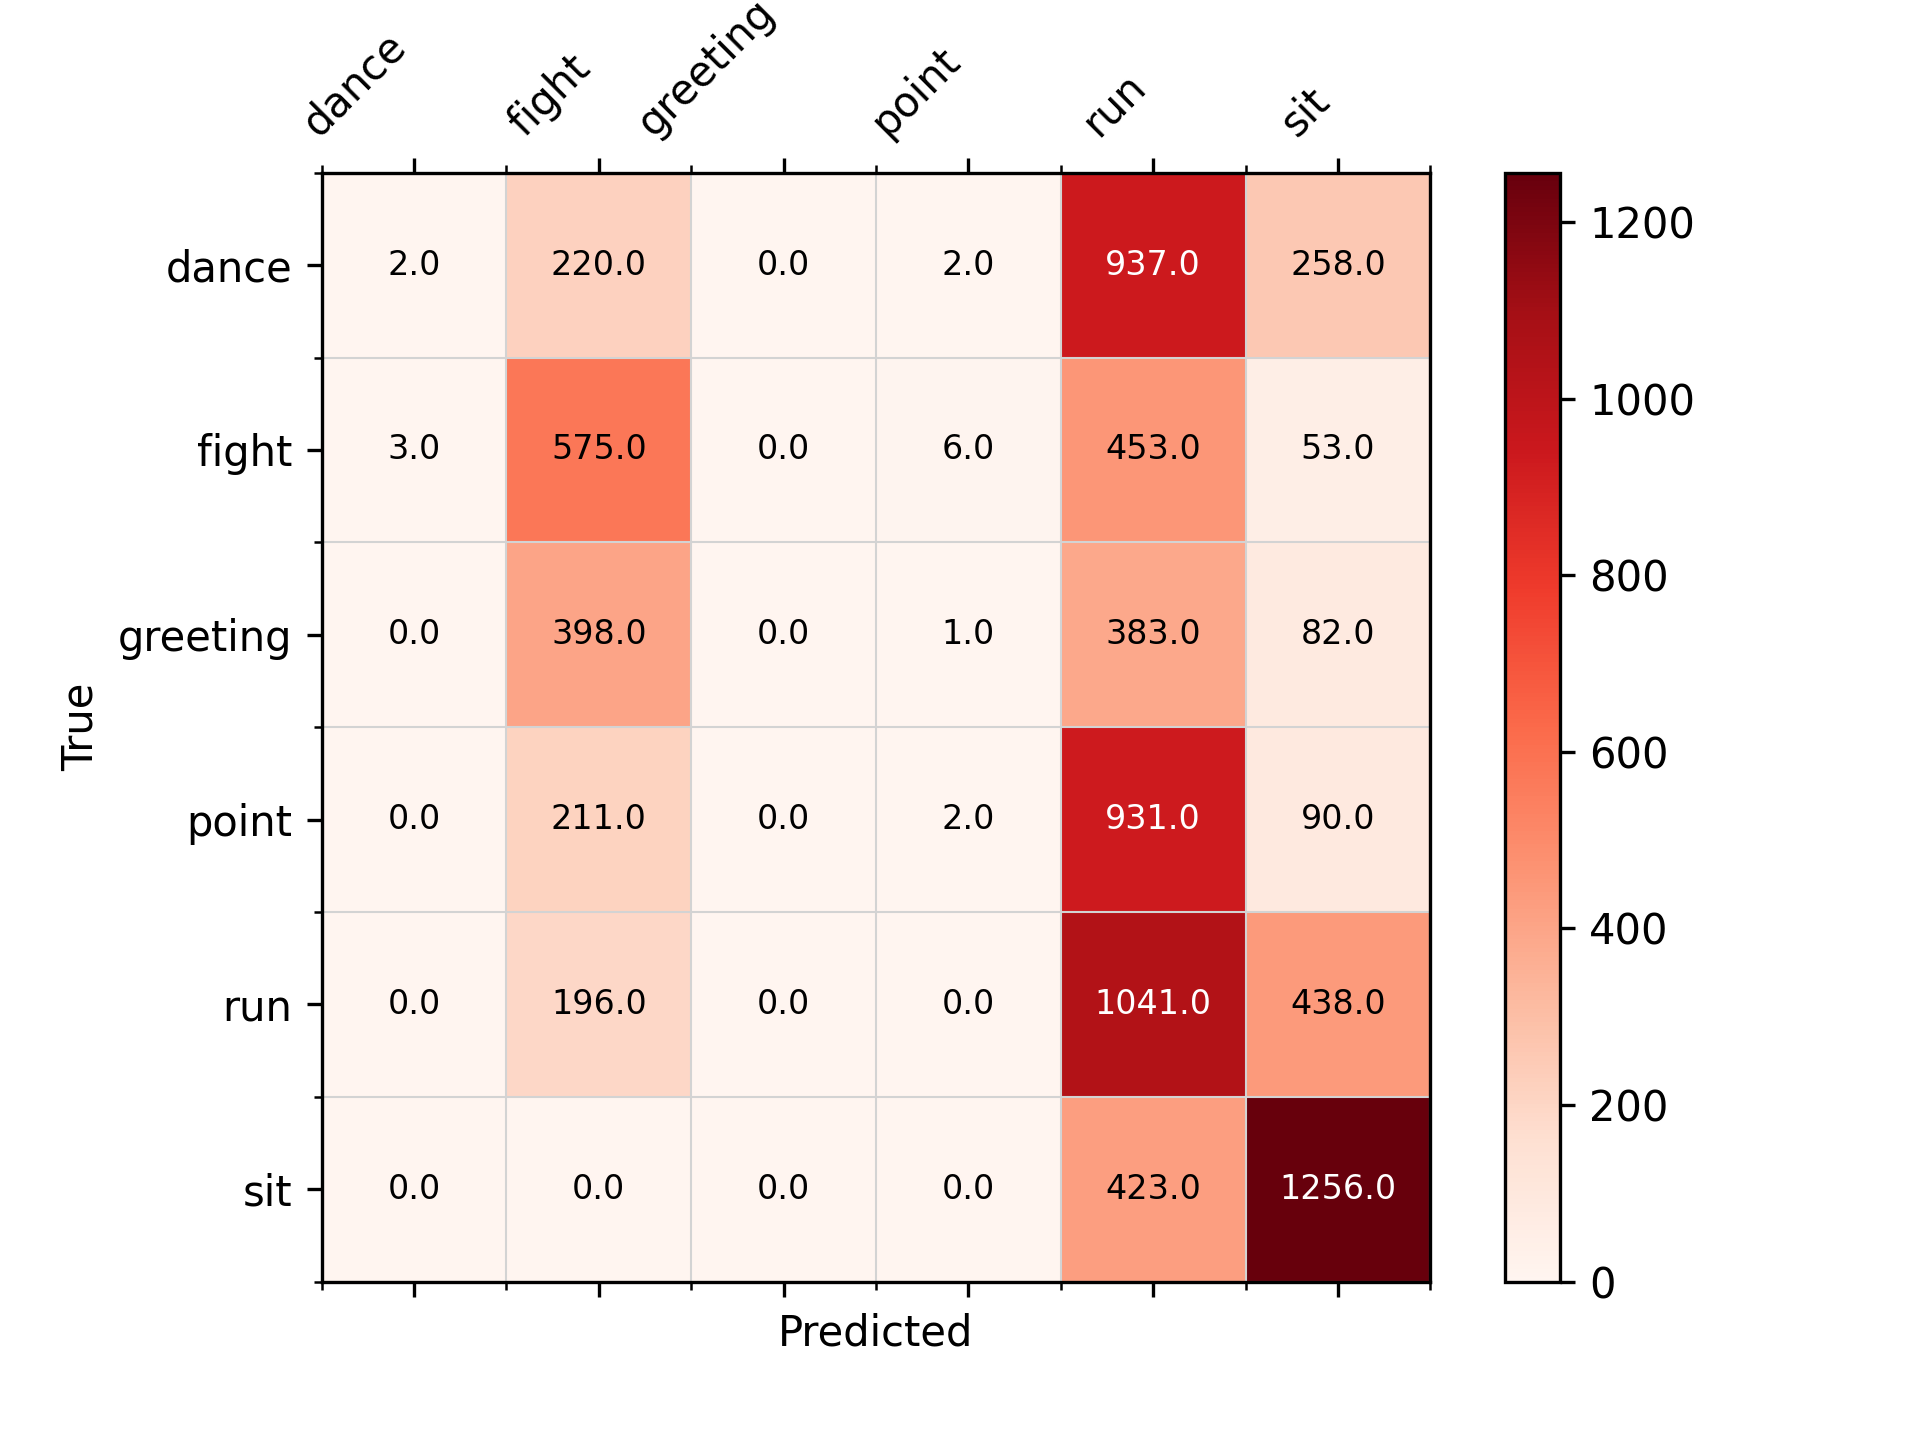 dance fight greeting point run sit
dance 2.0 220.0 0.0 2.0 937.0 258.0
fight 3.0 575.0 0.0 6.0 453.0 53.0
greeting 0.0 398.0 0.0 1.0 383.0 82.0
point 0.0 211.0 0.0 2.0 931.0 90.0
run 0.0 196.0 0.0 0.0 1041.0 438.0
sit 0.0 0.0 0.0 0.0 423.0 1256.0
True
Predicted
1200
1000
800
600
400
200
0